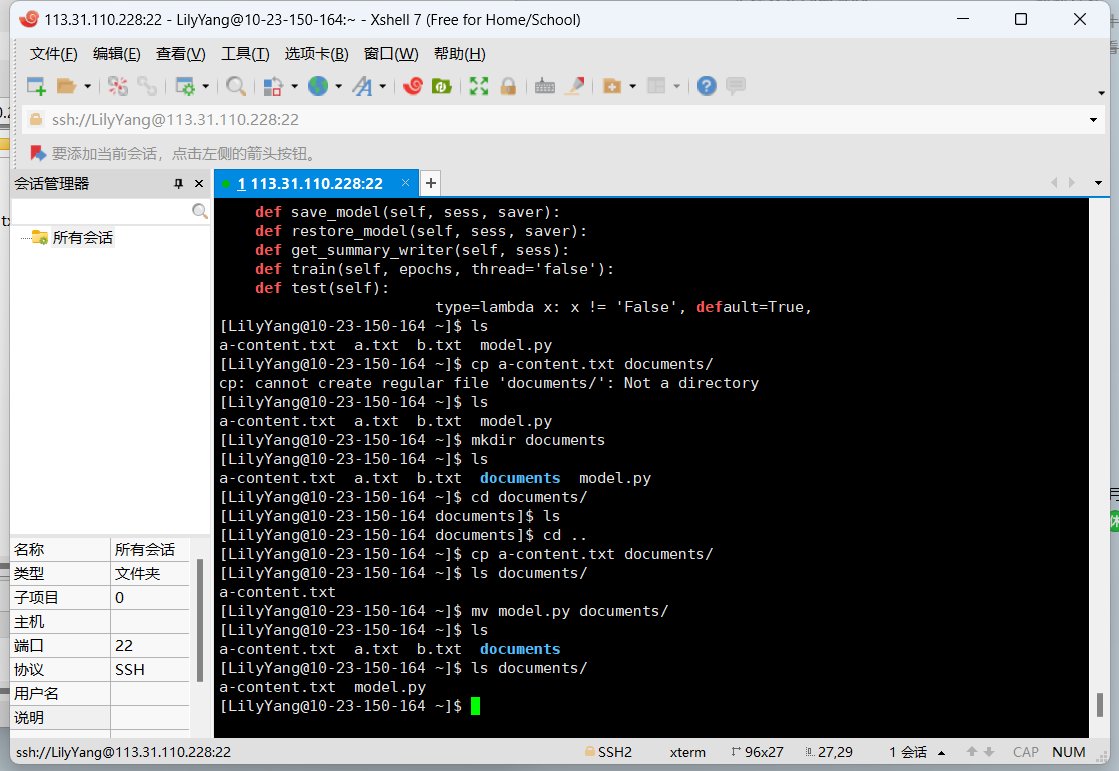 113.31.110.228:22 - LilyYang@10-23-150-164:~ - Xshell 7 (Free for Home/School)
文件(F) 编辑(E) 查看(V) 工具(T) 选项卡(B) 窗口(W) 帮助(H)
ssh://LilyYang@113.31.110.228:22
要添加当前会话，点击左侧的箭头按钮。
会话管理器
1 113.31.110.228:22
所有会话
    def save_model(self, sess, saver):
    def restore_model(self, sess, saver):
    def get_summary_writer(self, sess):
    def train(self, epochs, thread='false'):
    def test(self):
                        type=lambda x: x != 'False', default=True,
[LilyYang@10-23-150-164 ~]$ ls
a-content.txt  a.txt  b.txt  model.py
[LilyYang@10-23-150-164 ~]$ cp a-content.txt documents/
cp: cannot create regular file 'documents/': Not a directory
[LilyYang@10-23-150-164 ~]$ ls
a-content.txt  a.txt  b.txt  model.py
[LilyYang@10-23-150-164 ~]$ mkdir documents
[LilyYang@10-23-150-164 ~]$ ls
a-content.txt  a.txt  b.txt  documents  model.py
[LilyYang@10-23-150-164 ~]$ cd documents/
[LilyYang@10-23-150-164 documents]$ ls
[LilyYang@10-23-150-164 documents]$ cd ..
[LilyYang@10-23-150-164 ~]$ cp a-content.txt documents/
[LilyYang@10-23-150-164 ~]$ ls documents/
a-content.txt
[LilyYang@10-23-150-164 ~]$ mv model.py documents/
[LilyYang@10-23-150-164 ~]$ ls
a-content.txt  a.txt  b.txt  documents
[LilyYang@10-23-150-164 ~]$ ls documents/
a-content.txt  model.py
[LilyYang@10-23-150-164 ~]$
名称 所有会话
类型 文件夹
子项目 0
主机
端口 22
协议 SSH
用户名
说明
ssh://LilyYang@113.31.110.228:22 SSH2 xterm 96x27 27,29 1 会话 CAP NUM